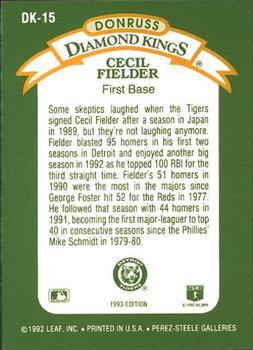 DK-15
DONRUSS
DIAMOND KINGS
CECIL
FIELDER
First Base
Some skeptics laughed when the Tigers
signed Cecil Fielder after a season in Japan
in 1989, but they're not laughing anymore.
Fielder blasted 95 homers in his first two
seasons in Detroit and enjoyed another big
season in 1992 as he topped 100 RBI for the
third straight time. Fielder's 51 homers in
1990 were the most in the majors since
George Foster hit 52 for the Reds in 1977.
He followed that season with 44 homers in
1991, becoming the first major-leaguer to top
40 in consecutive seasons since the Phillies'
Mike Schmidt in 1979-80.
DETROIT
TIGERS
1993 EDITION
© 1992 MLBPA
©1992 LEAF, INC. • PRINTED IN U.S.A. • PEREZ-STEELE GALLERIES